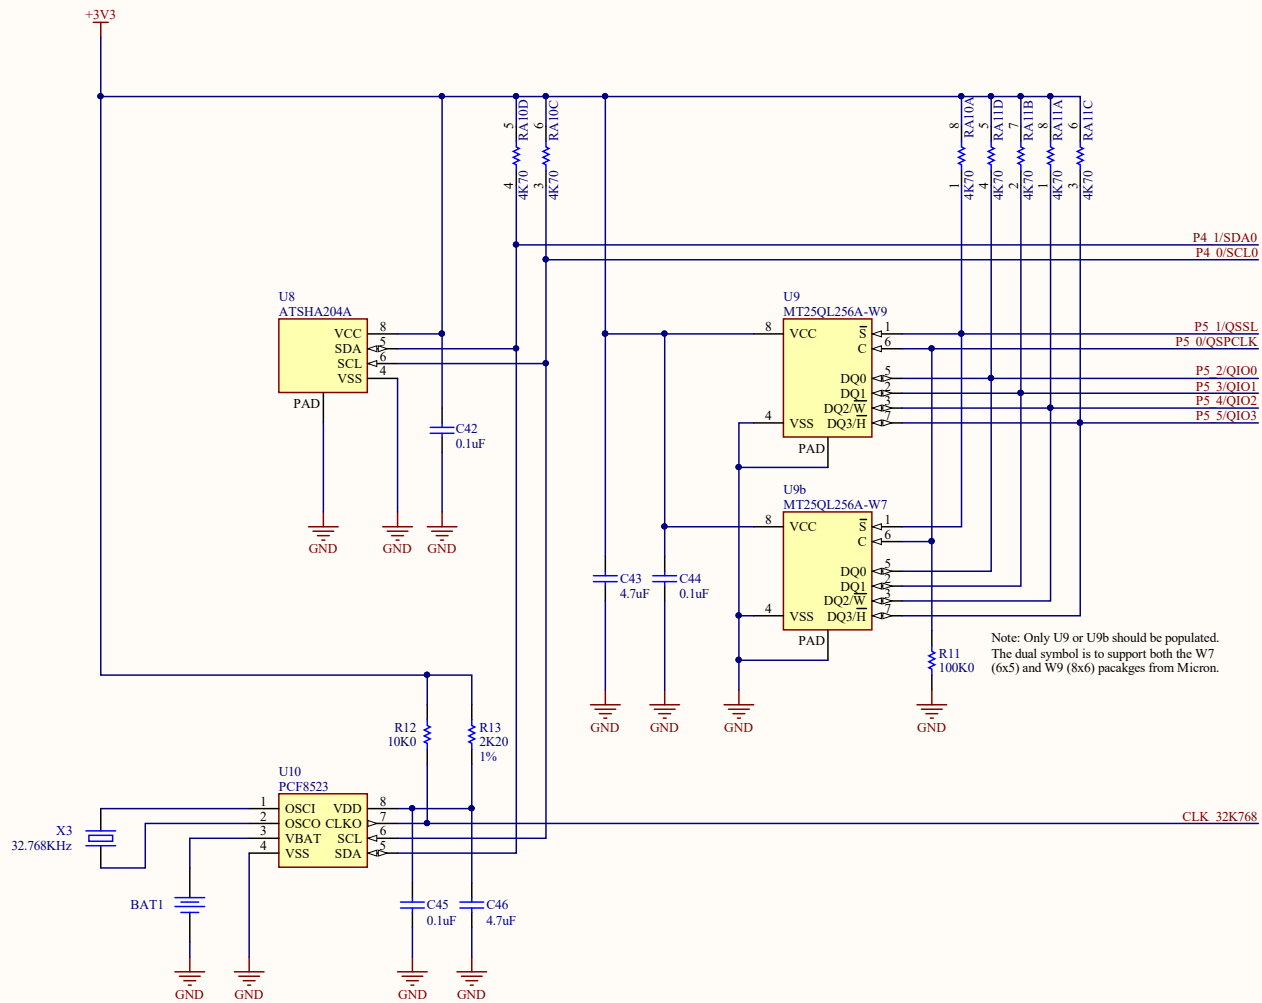 +3V3
5
RA10D
4
4K70
6
RA10C
3
4K70
8
RA10A
1
4K70
5
RA11D
4
4K70
7
RA11B
2
4K70
8
RA11A
1
4K70
6
RA11C
3
4K70
P4_1/SDA0
P4_0/SCL0
U8
ATSHA204A
VCC 8
SDA 5
SCL 6
VSS 4
PAD
C42
0.1uF
GND
GND
GND
U9
MT25QL256A-W9
8 VCC S 1
C 6
DQ0 5
DQ1 2
DQ2/W 3
4 VSS DQ3/H 7
PAD
P5_1/QSSL
P5_0/QSPCLK
P5_2/QIO0
P5_3/QIO1
P5_4/QIO2
P5_5/QIO3
U9b
MT25QL256A-W7
8 VCC S 1
C 6
DQ0 5
DQ1 2
DQ2/W 3
4 VSS DQ3/H 7
PAD
C43
4.7uF
C44
0.1uF
R11
100K0
Note: Only U9 or U9b should be populated.
The dual symbol is to support both the W7
(6x5) and W9 (8x6) pacakges from Micron.
GND
GND
GND
GND
R12
10K0
R13
2K20
1%
U10
PCF8523
1 OSCI VDD 8
2 OSCO CLKO 7
3 VBAT SCL 6
4 VSS SDA 5
CLK_32K768
X3
32.768KHz
BAT1
C45
0.1uF
C46
4.7uF
GND
GND
GND
GND